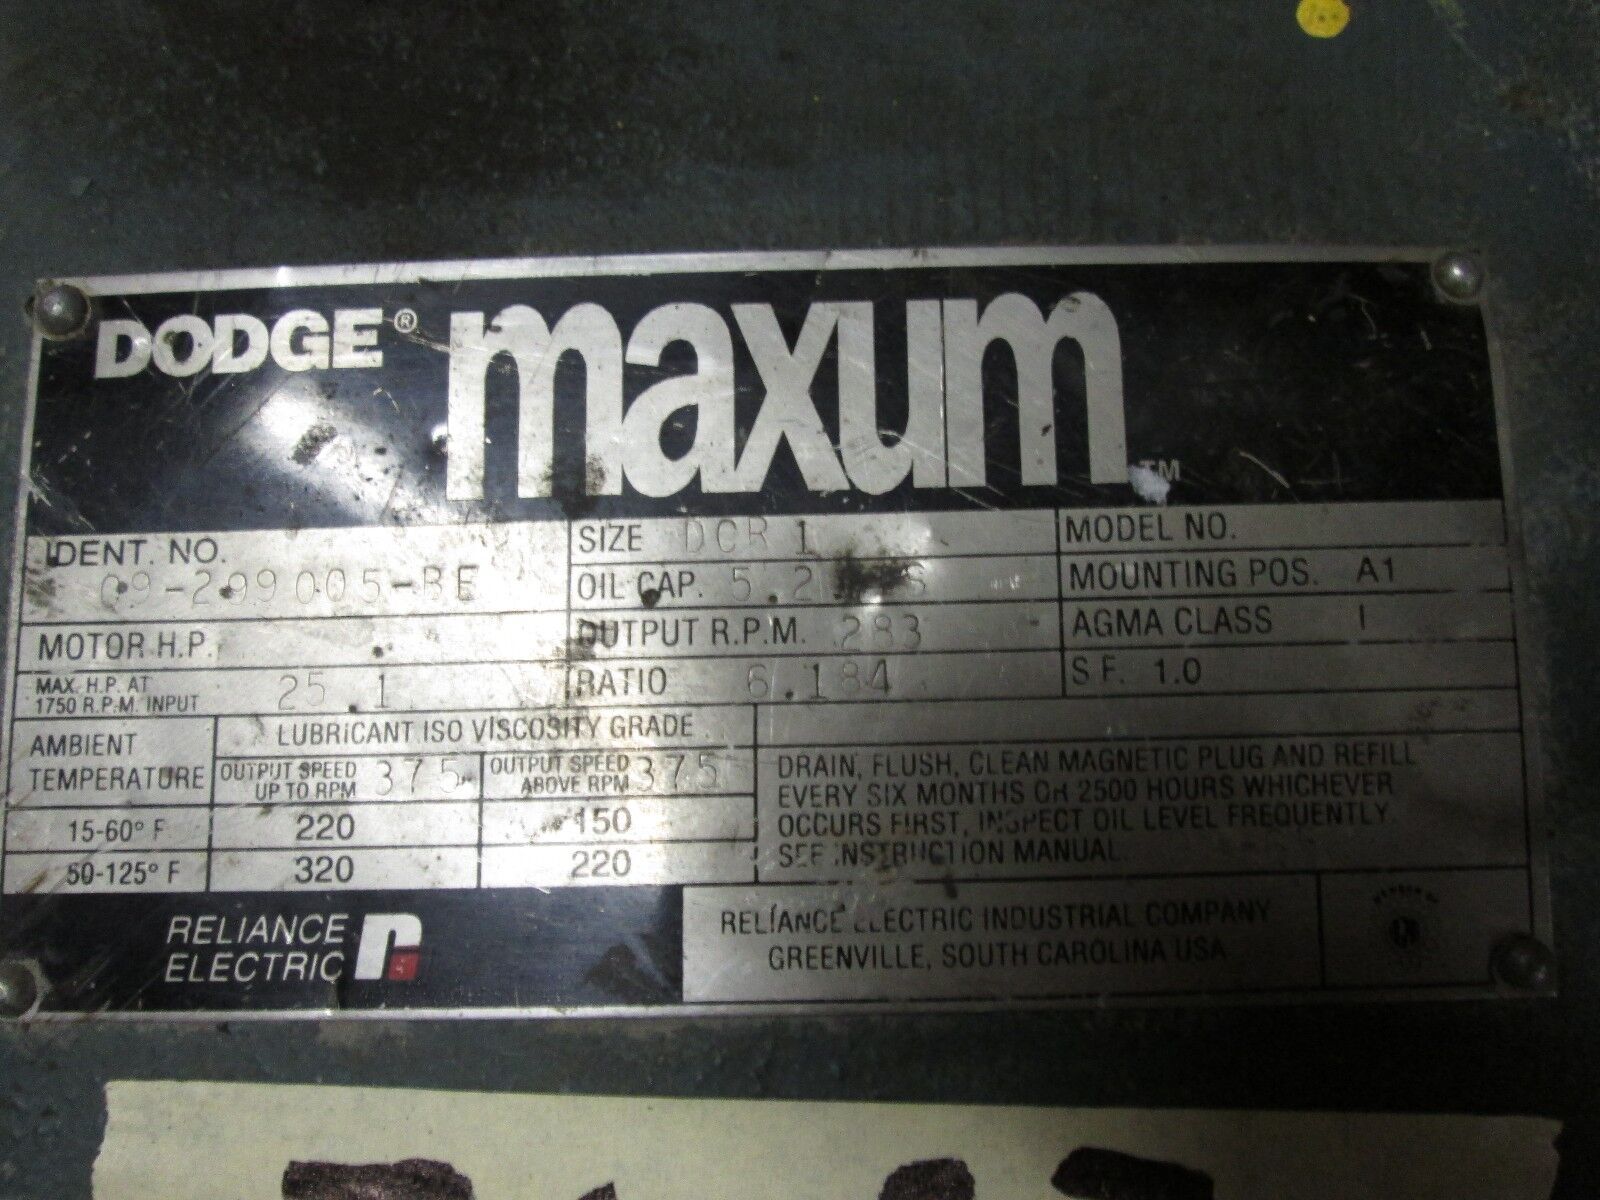 DODGE® maxum™
IDENT. NO.
09-299005-BE
SIZE DCR 1
MODEL NO.
OIL CAP. 5.2
MOUNTING POS. A1
MOTOR H.P.
OUTPUT R.P.M. 283
AGMA CLASS I
MAX. H.P. AT
1750 R.P.M. INPUT 25.1
RATIO 6.184
S.F. 1.0
AMBIENT
TEMPERATURE
LUBRICANT ISO VISCOSITY GRADE
OUTPUT SPEED
UP TO RPM 375
OUTPUT SPEED
ABOVE RPM 375
15-60° F 220 150
50-125° F 320 220
DRAIN, FLUSH, CLEAN MAGNETIC PLUG AND REFILL
EVERY SIX MONTHS OR 2500 HOURS WHICHEVER
OCCURS FIRST, INSPECT OIL LEVEL FREQUENTLY.
SEE INSTRUCTION MANUAL.
RELIANCE
ELECTRIC
RELIANCE ELECTRIC INDUSTRIAL COMPANY
GREENVILLE, SOUTH CAROLINA USA